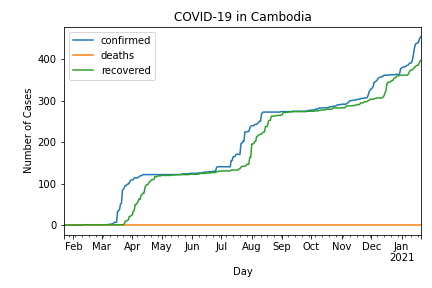 COVID-19 in Cambodia
confirmed
deaths
recovered
Number of Cases
400
300
200
100
0
Feb Mar Apr May Jun Jul Aug Sep Oct Nov Dec Jan
2021
Day